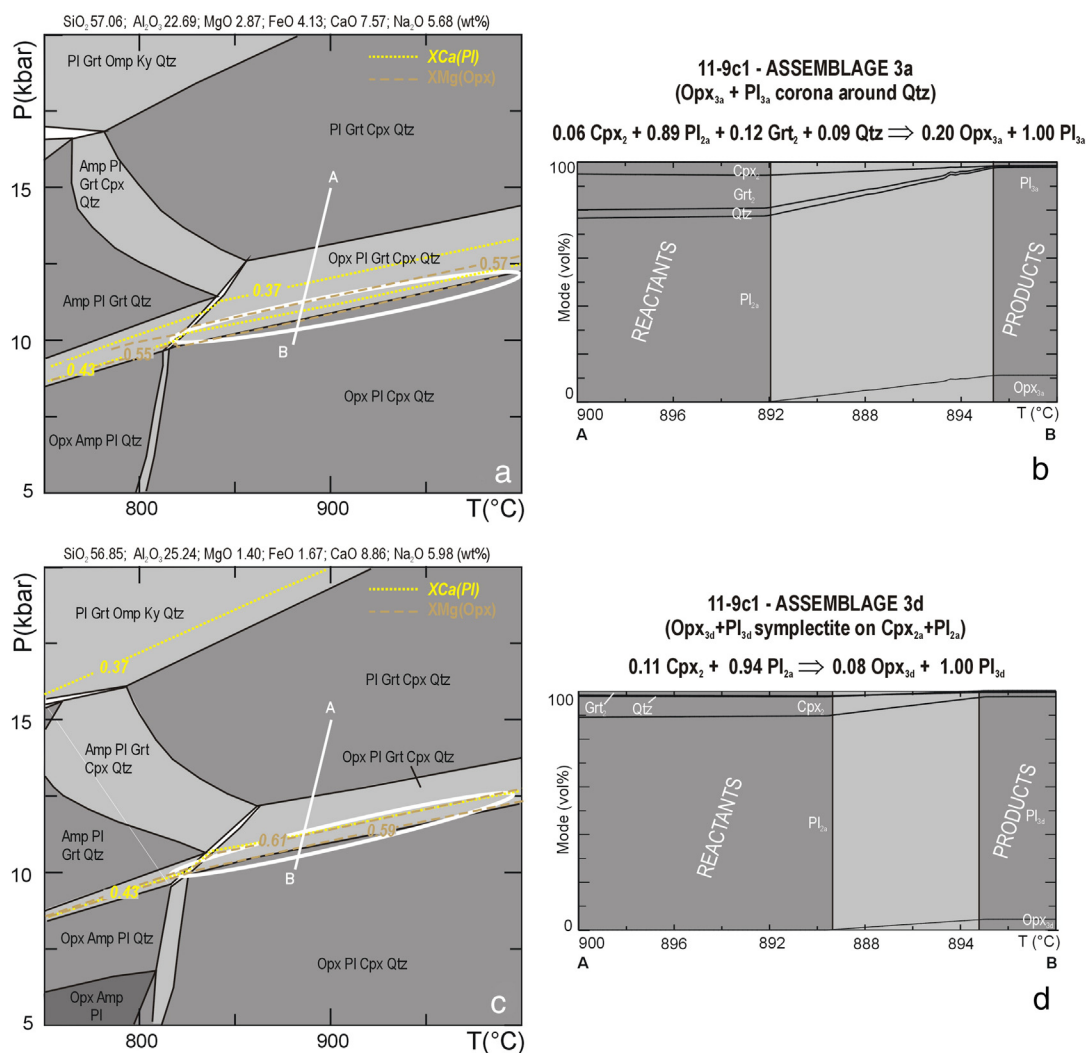 SiO₂ 57.06; Al₂O₃ 22.69; MgO 2.87; FeO 4.13; CaO 7.57; Na₂O 5.68 (wt%)
P(kbar)
15
10
5
800
900
T(°C)
XCa(Pl)
XMg(Opx)
Pl Grt Omp Ky Qtz
Pl Grt Cpx Qtz
Amp Pl
Grt Cpx
Qtz
A
Opx Pl Grt Cpx Qtz
0.57
0.37
Amp Pl Grt Qtz
0.55
0.43
B
Opx Pl Cpx Qtz
Opx Amp Pl Qtz
a
11-9c1 - ASSEMBLAGE 3a
(Opx₃ₐ + Pl₃ₐ corona around Qtz)
0.06 Cpx₂ + 0.89 Pl₂ₐ + 0.12 Grt₂ + 0.09 Qtz ⇒ 0.20 Opx₃ₐ + 1.00 Pl₃ₐ
Mode (vol%)
100
0
Cpx₂
Grt₂
Qtz
Pl₂ₐ
Pl₃ₐ
Opx₃ₐ
REACTANTS
PRODUCTS
900
896
892
888
894
T (°C)
A
B
b
SiO₂ 56.85; Al₂O₃ 25.24; MgO 1.40; FeO 1.67; CaO 8.86; Na₂O 5.98 (wt%)
P(kbar)
15
10
5
800
900
T(°C)
XCa(Pl)
XMg(Opx)
Pl Grt Omp Ky Qtz
0.37
Pl Grt Cpx Qtz
A
Amp Pl Grt
Cpx Qtz
Opx Pl Grt Cpx Qtz
Amp Pl
Grt Qtz
0.61
0.59
0.43
B
Opx Amp Pl Qtz
Opx Pl Cpx Qtz
Opx Amp
Pl
c
11-9c1 - ASSEMBLAGE 3d
(Opx₃d+Pl₃d symplectite on Cpx₂ₐ+Pl₂ₐ)
0.11 Cpx₂ + 0.94 Pl₂ₐ ⇒ 0.08 Opx₃d + 1.00 Pl₃d
Mode (vol%)
100
0
Grt₂
Qtz
Cpx₂
Pl₂ₐ
Pl₃d
Opx₃d
REACTANTS
PRODUCTS
900
896
892
888
894
T (°C)
A
B
d